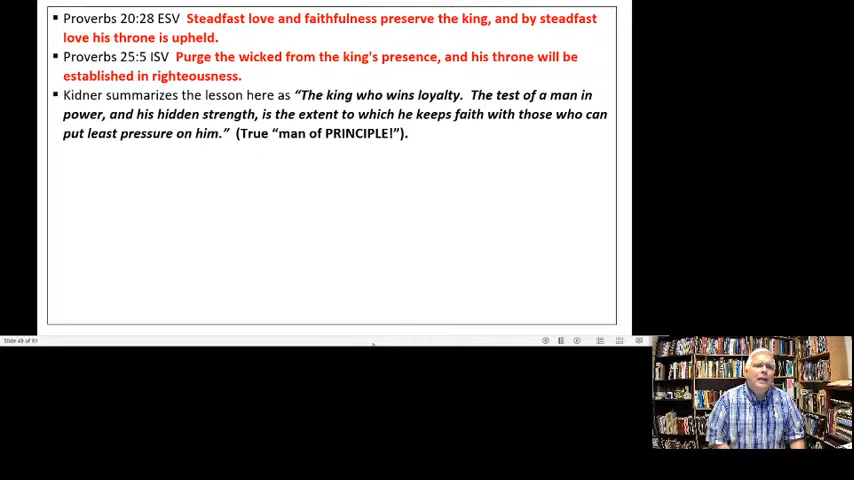 ▪ Proverbs 20:28 ESV Steadfast love and faithfulness preserve the king, and by steadfast
love his throne is upheld.
▪ Proverbs 25:5 ISV Purge the wicked from the king's presence, and his throne will be
established in righteousness.
▪ Kidner summarizes the lesson here as “The king who wins loyalty. The test of a man in
power, and his hidden strength, is the extent to which he keeps faith with those who can
put least pressure on him.” (True “man of PRINCIPLE!”).
Slide 49 of 61